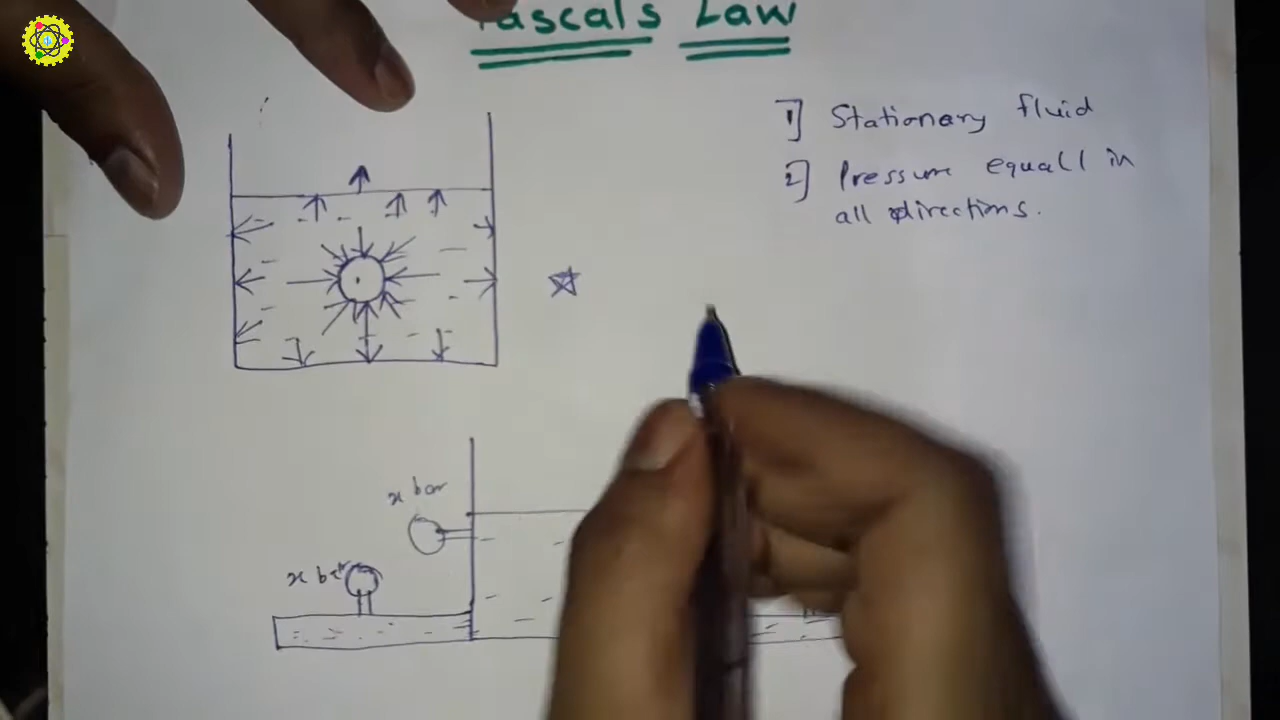 Pascals Law
1] Stationary fluid
2] Pressure equall in
all directions.
x bar
x bar